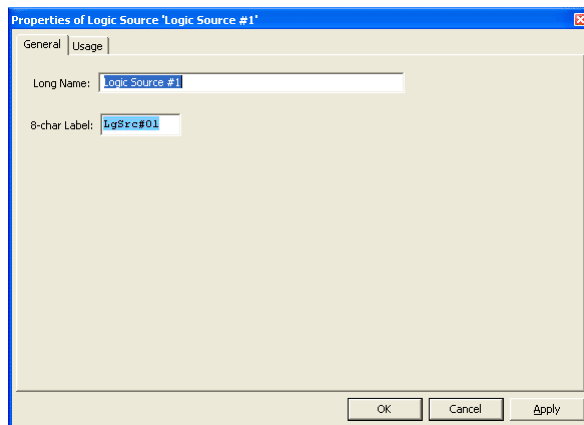 Properties of Logic Source 'Logic Source #1'
General Usage
Long Name: Logic Source #1
8-char Label: LgSrc#01
OK Cancel Apply